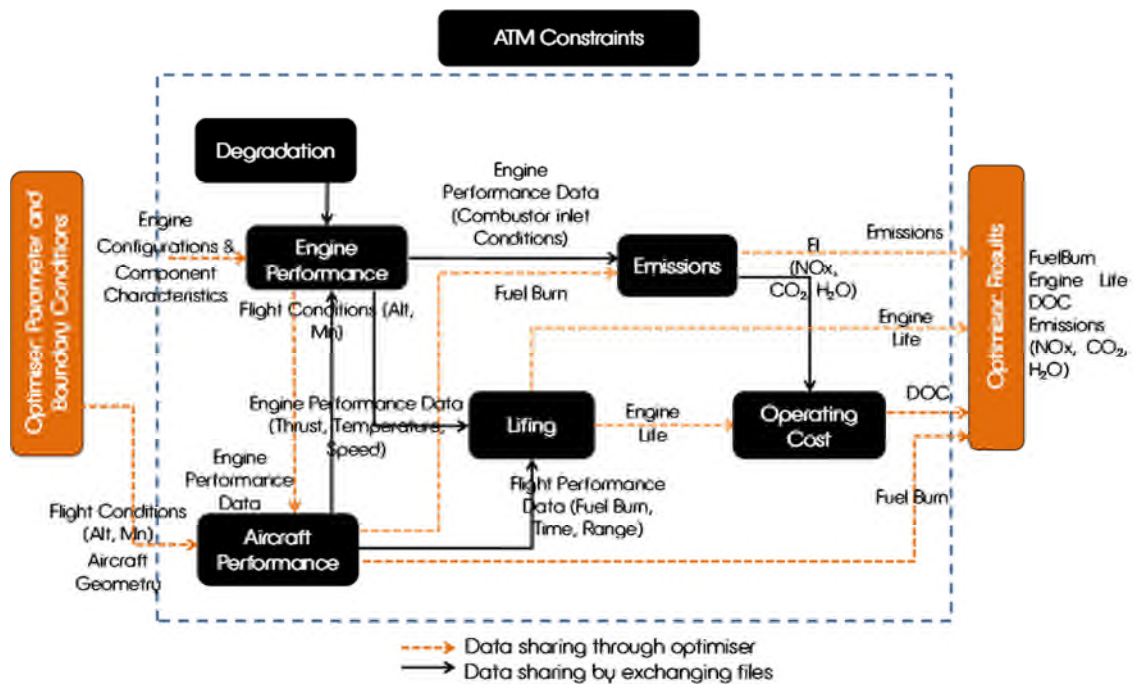 ATM Constraints
Degradation
Engine
Performance Data
(Combustor inlet
Conditions)
Optimiser: Parameter and
Boundary Conditions
Engine
Configurations &
Component
Characteristics
Engine
Performance
Emissions
EI
(NOx,
CO₂, H₂O)
Emissions
Optimiser: Results
FuelBurn
Engine Life
DOC
Emissions
(NOx, CO₂,
H₂O)
Fuel Burn
Flight Conditions (Alt,
Mn)
Engine
Life
Engine Performance Data
(Thrust, Temperature,
Speed)
Lifing
Engine
Life
Operating
Cost
DOC
Engine
Performance
Data
Flight Performance
Data (Fuel Burn,
Time, Range)
Fuel Burn
Flight Conditions
(Alt, Mn)
Aircraft
Geometry
Aircraft
Performance
Data sharing through optimiser
Data sharing by exchanging files